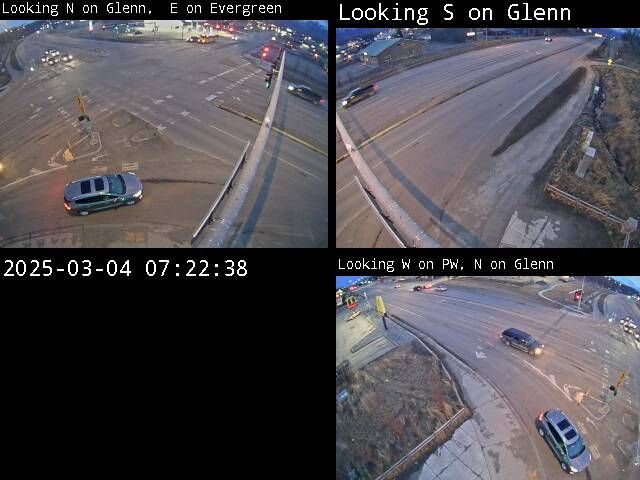 Looking N on Glenn,  E on Evergreen
Looking S on Glenn
2025-03-04 07:22:38
Looking W on PW, N on Glenn